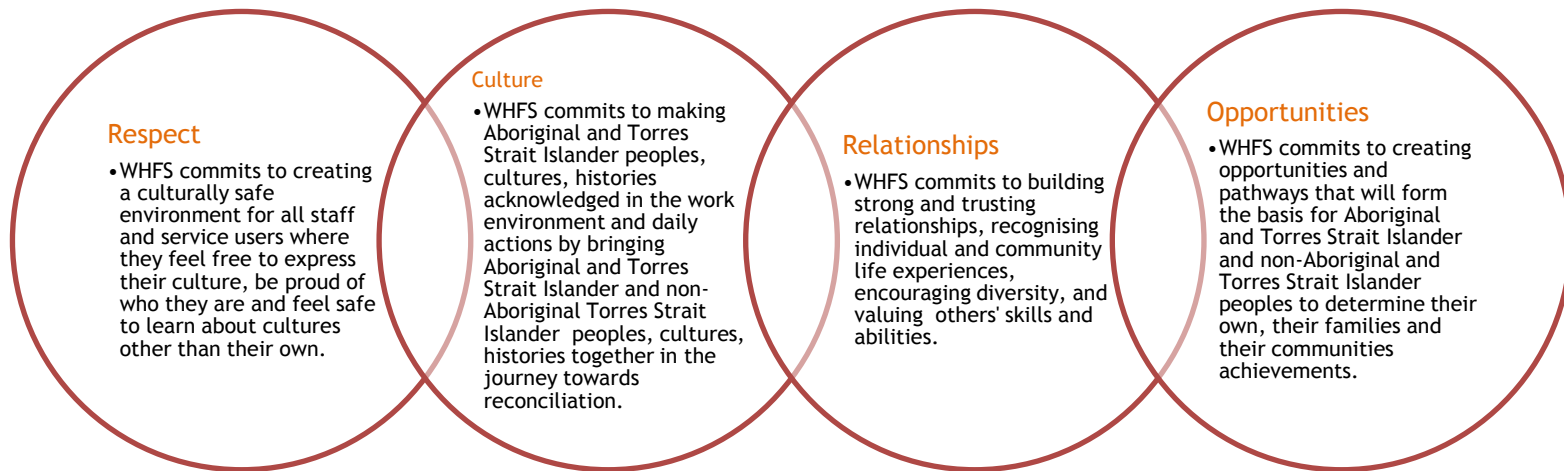 Respect
•WHFS commits to creating
a culturally safe
environment for all staff
and service users where
they feel free to express
their culture, be proud of
who they are and feel safe
to learn about cultures
other than their own.
Culture
•WHFS commits to making
Aboriginal and Torres
Strait Islander peoples,
cultures, histories
acknowledged in the work
environment and daily
actions by bringing
Aboriginal and Torres
Strait Islander and non-
Aboriginal Torres Strait
Islander peoples, cultures,
histories together in the
journey towards
reconciliation.
Relationships
•WHFS commits to building
strong and trusting
relationships, recognising
individual and community
life experiences,
encouraging diversity, and
valuing others' skills and
abilities.
Opportunities
•WHFS commits to creating
opportunities and
pathways that will form
the basis for Aboriginal
and Torres Strait Islander
and non-Aboriginal and
Torres Strait Islander
peoples to determine their
own, their families and
their communities
achievements.